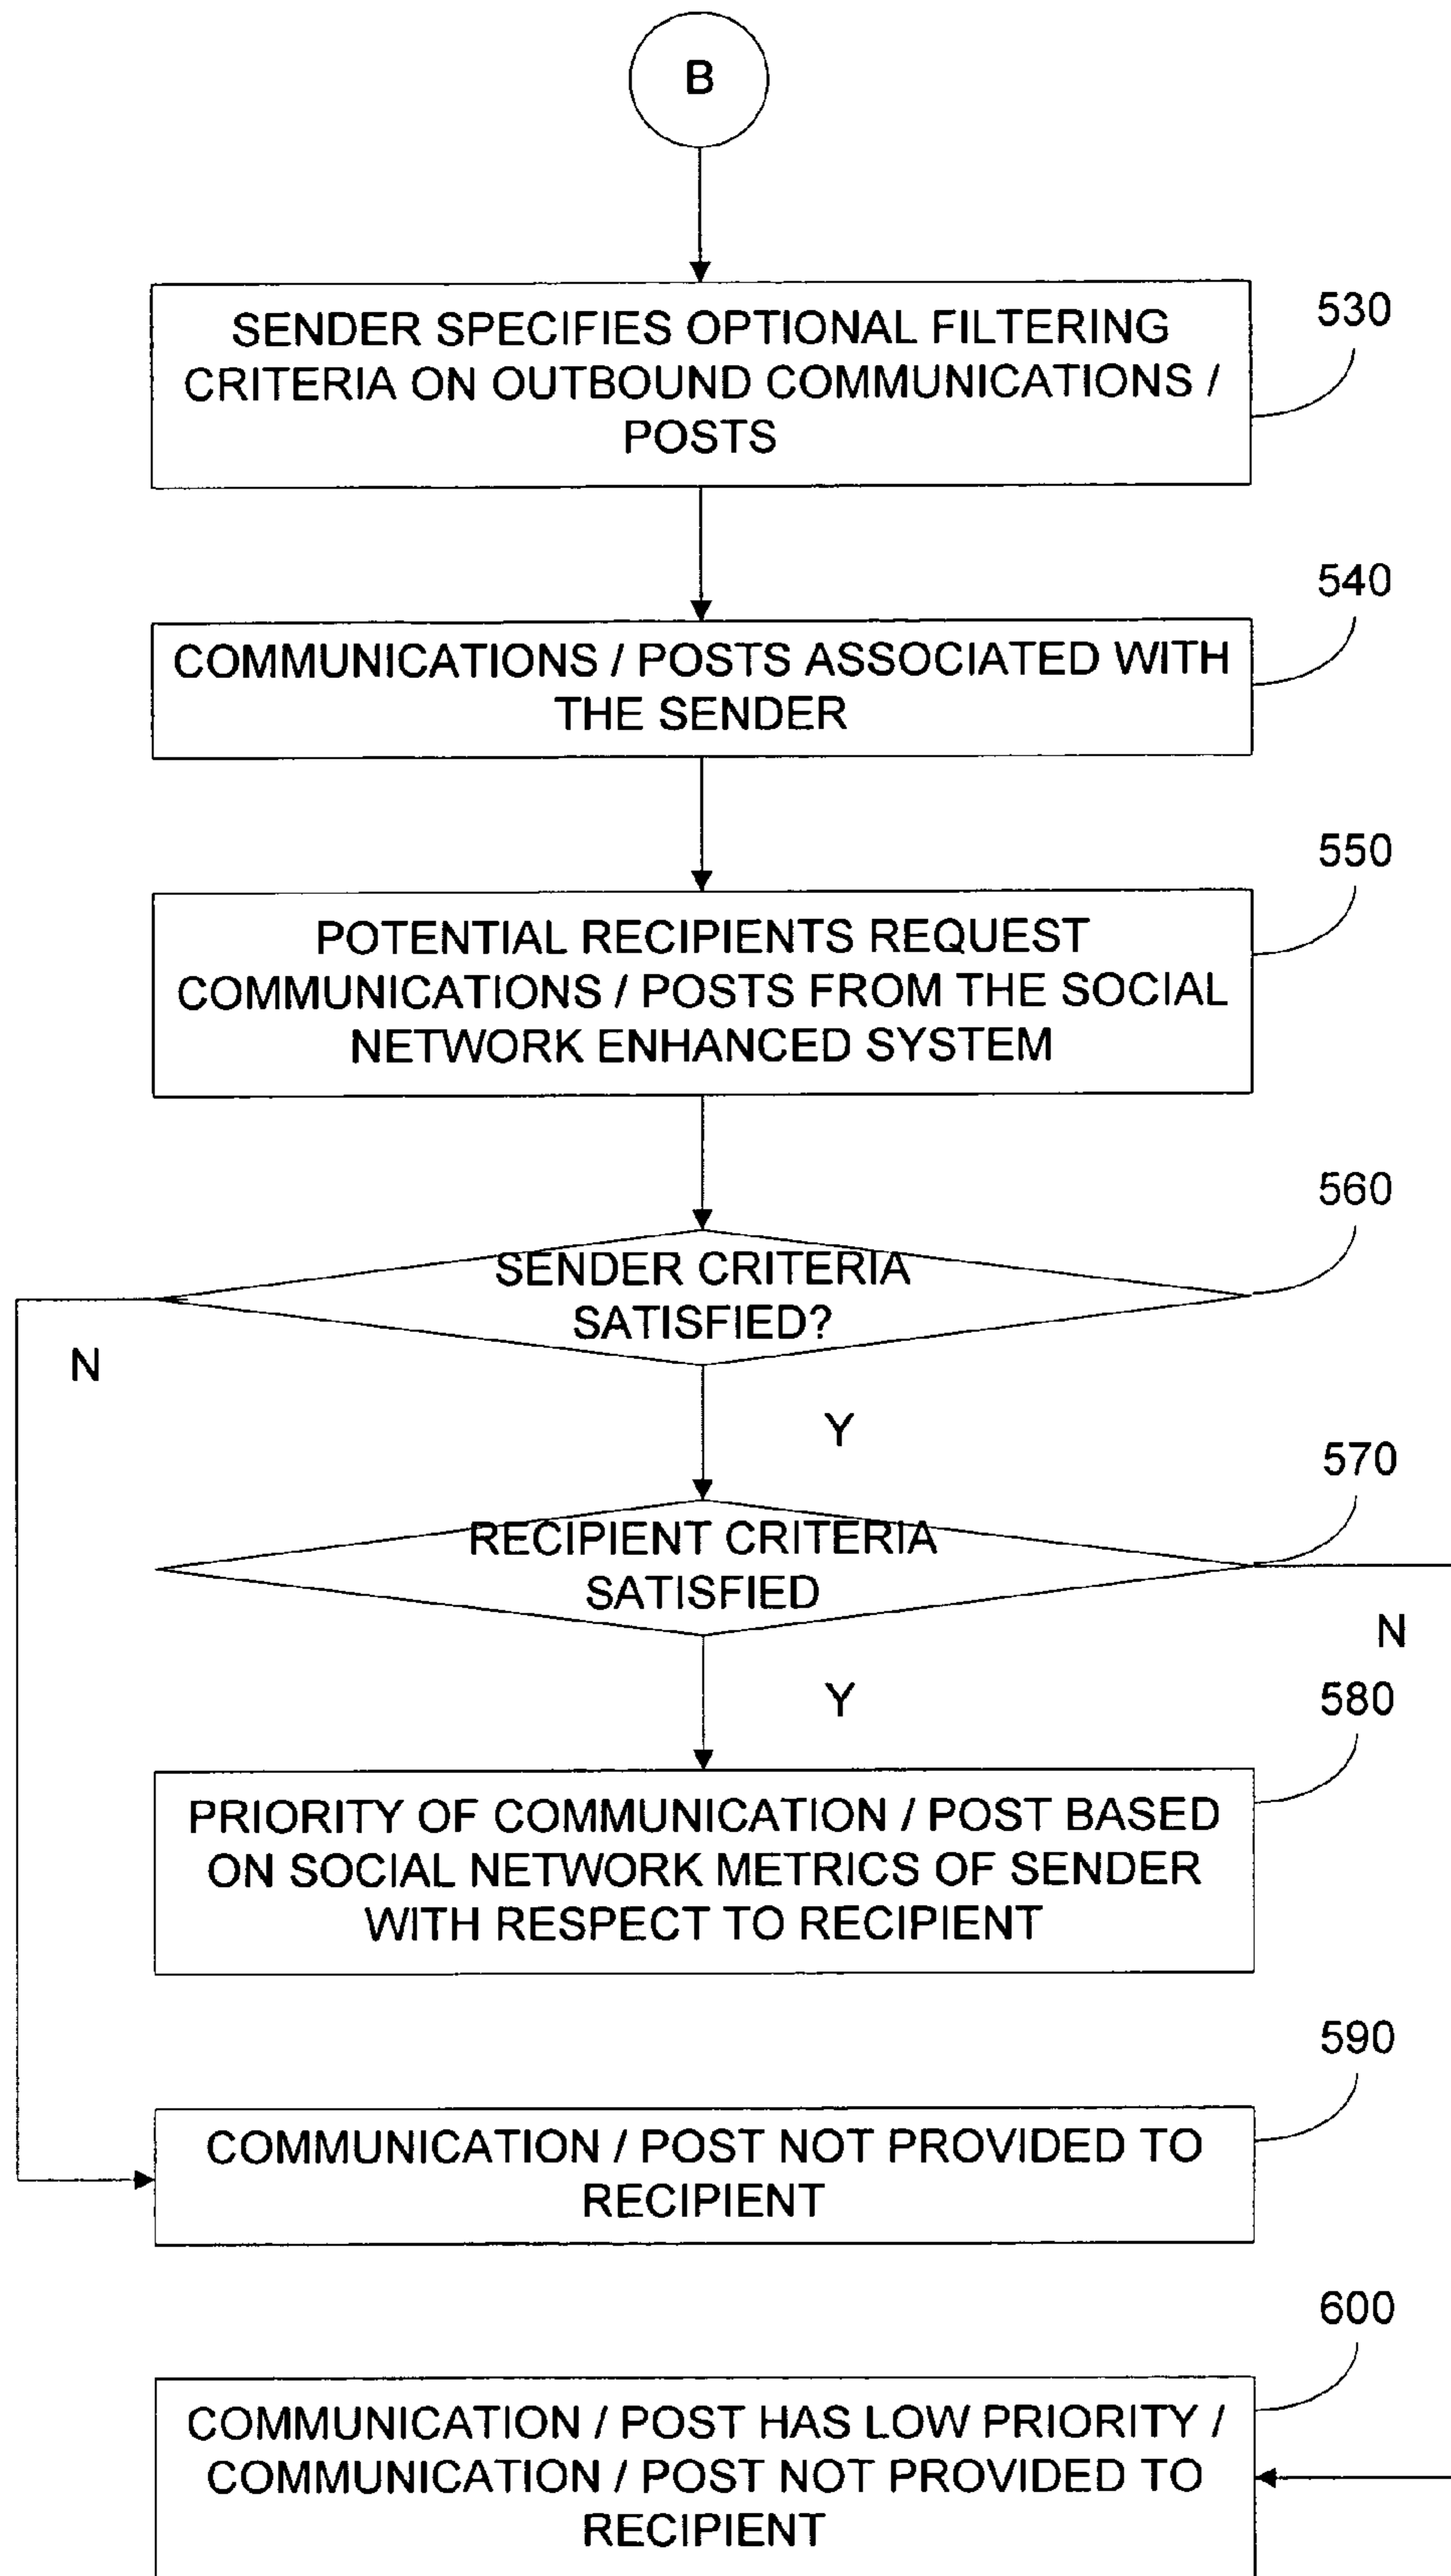 B
SENDER SPECIFIES OPTIONAL FILTERING
CRITERIA ON OUTBOUND COMMUNICATIONS /
POSTS
530
COMMUNICATIONS / POSTS ASSOCIATED WITH
THE SENDER
540
POTENTIAL RECIPIENTS REQUEST
COMMUNICATIONS / POSTS FROM THE SOCIAL
NETWORK ENHANCED SYSTEM
550
SENDER CRITERIA
SATISFIED?
560
N
Y
RECIPIENT CRITERIA
SATISFIED
570
N
Y
PRIORITY OF COMMUNICATION / POST BASED
ON SOCIAL NETWORK METRICS OF SENDER
WITH RESPECT TO RECIPIENT
580
COMMUNICATION / POST NOT PROVIDED TO
RECIPIENT
590
COMMUNICATION / POST HAS LOW PRIORITY /
COMMUNICATION / POST NOT PROVIDED TO
RECIPIENT
600